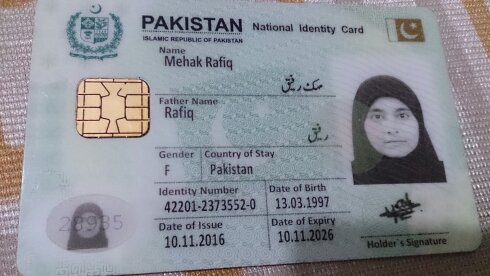 PAKISTAN National Identity Card
ISLAMIC REPUBLIC OF PAKISTAN
Name
Mehak Rafiq
مہک رفیق
Father Name
Rafiq
رفیق
Gender Country of Stay
F Pakistan
Identity Number Date of Birth
42201-2373552-0 13.03.1997
Date of Issue Date of Expiry
10.11.2016 10.11.2026
Holder's Signature